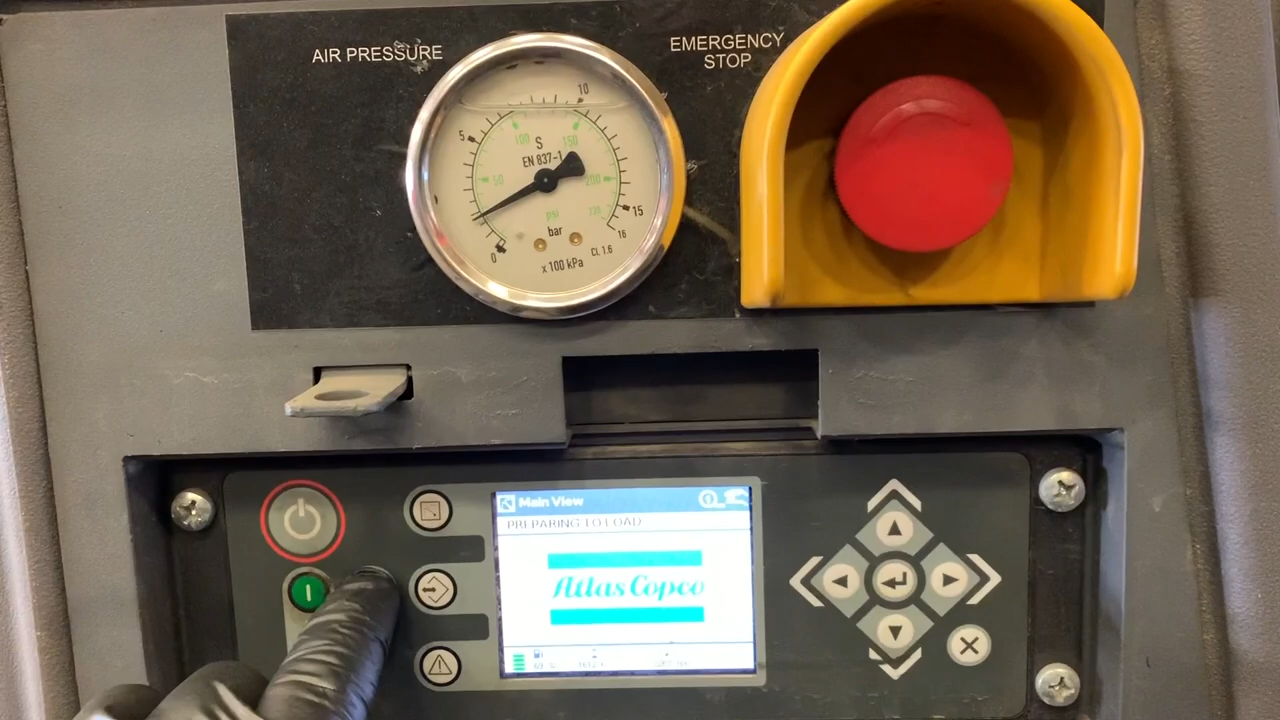 AIR PRESSURE
EMERGENCY
STOP
10
5
15
16
0
100
150
50
200
S
EN 837-1
psi
bar
x 100 kPa
CL 1.6
Main View
PREPARING TO LOAD
Atlas Copco